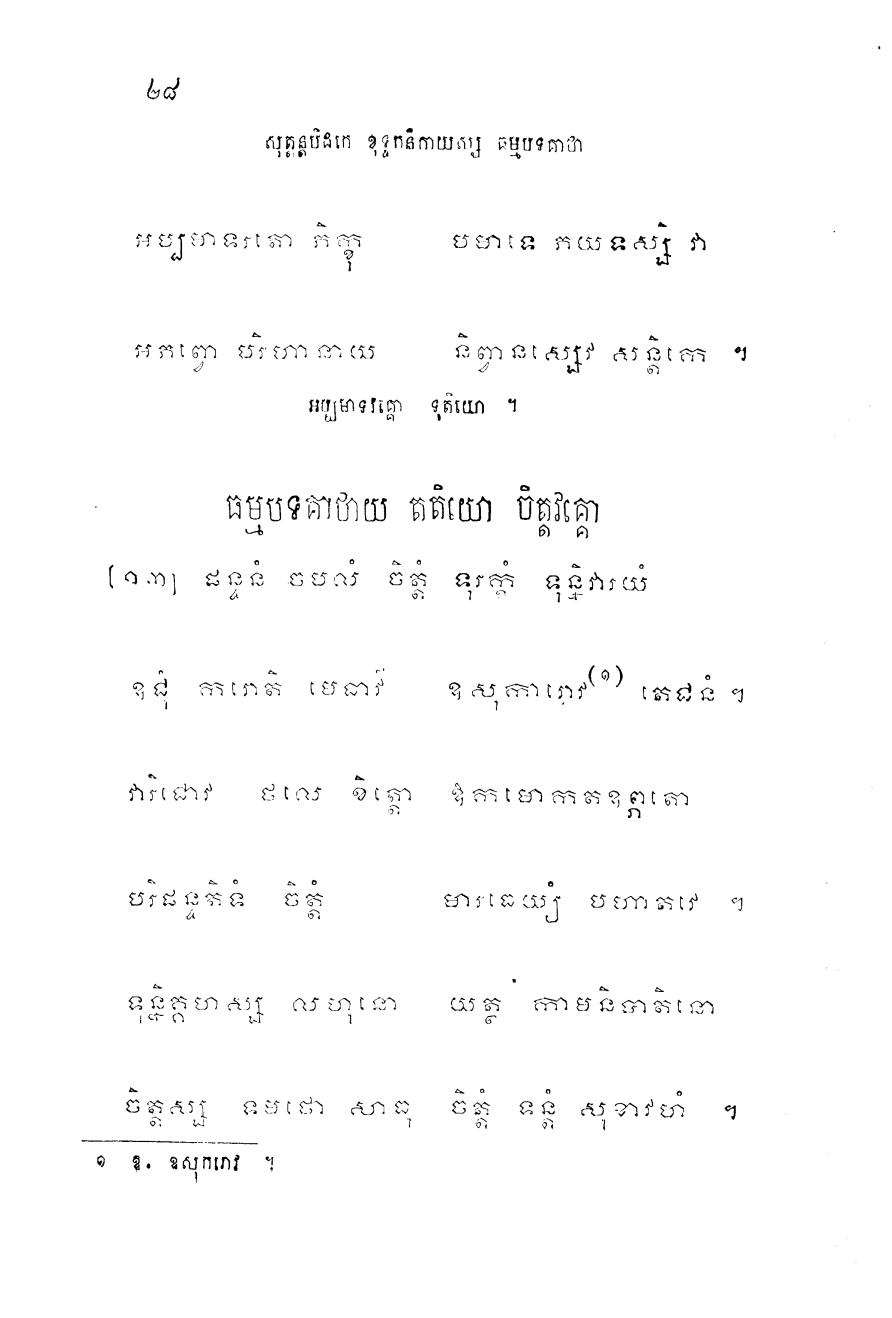 ២៨
សុត្តន្តបិដកេ ខុទ្ទកនិកាយស្ស ធម្មបទគាថា
អប្បមាទរតោ ភិក្ខុ បមាទេ ភយទស្សិ វា
អភព្វោ បរិហានាយ និព្វានស្សេវ សន្តិកេ ។
អប្បមាទវគ្គោ ទុតិយោ ។
ធម្មបទគាថាយ តតិយោ ចិត្តវគ្គោ
[១៣] ផន្ទនំ ចបលំ ចិត្តំ ទុរក្ខំ ទុន្និវារយំ
ឧជុំ ករោតិ មេធាវី ឧសុការោវ(១) តេជនំ ។
វារិជោវ ថលេ ខិត្តោ ឱកមោកតឧព្ភតោ
បរិផន្ទតិទំ ចិត្តំ មារធេយ្យំ បហាតវេ ។
ទុន្និគ្គហស្ស លហុនោ យត្ថ កាមនិបាតិនោ
ចិត្តស្ស ទមថោ សាធុ ចិត្តំ ទន្តំ សុខាវហំ ។
១ ឱ. ឧសុករោវ ។